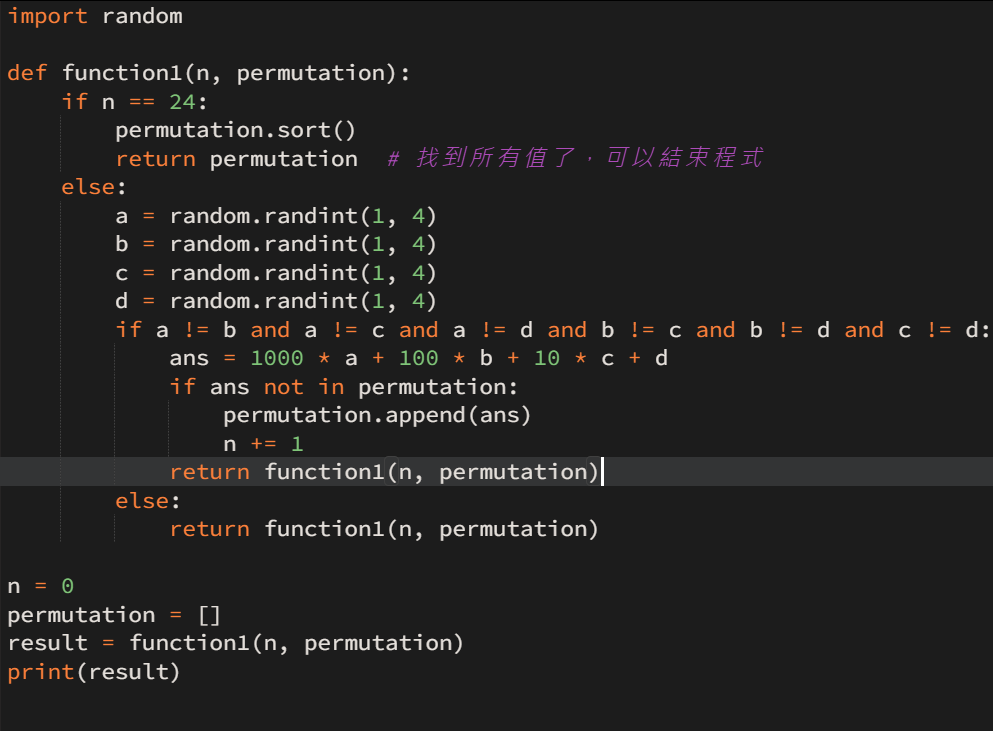 import random
def function1(n, permutation):
    if n == 24:
        permutation.sort()
        return permutation  # 找到所有值了，可以結束程式
    else:
        a = random.randint(1, 4)
        b = random.randint(1, 4)
        c = random.randint(1, 4)
        d = random.randint(1, 4)
        if a != b and a != c and a != d and b != c and b != d and c != d:
            ans = 1000 * a + 100 * b + 10 * c + d
            if ans not in permutation:
                permutation.append(ans)
                n += 1
            return function1(n, permutation)
        else:
            return function1(n, permutation)
n = 0
permutation = []
result = function1(n, permutation)
print(result)